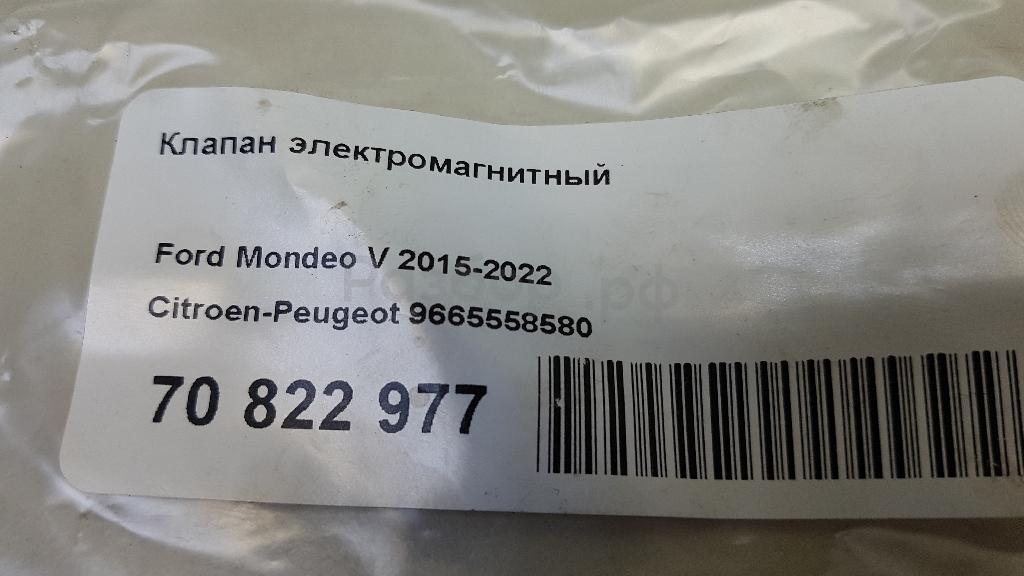 Клапан электромагнитный
Ford Mondeo V 2015-2022
Citroen-Peugeot 9665558580
70 822 977